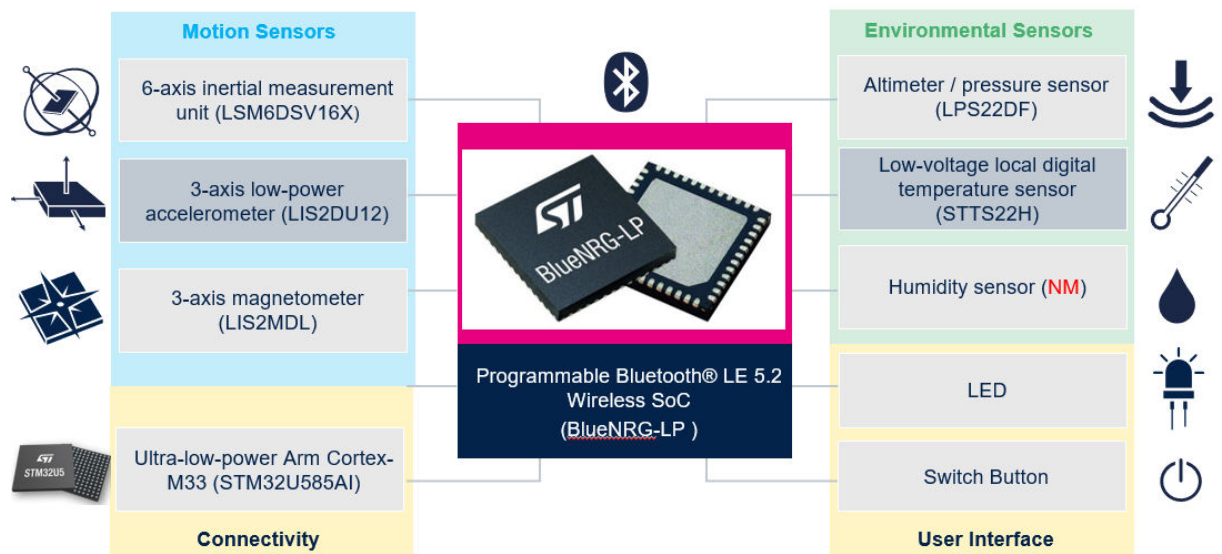 Motion Sensors
6-axis inertial measurement
unit (LSM6DSV16X)
3-axis low-power
accelerometer (LIS2DU12)
3-axis magnetometer
(LIS2MDL)
STM32U5
Ultra-low-power Arm Cortex-
M33 (STM32U585AI)
Connectivity
ST
BlueNRG-LP
Programmable Bluetooth® LE 5.2
Wireless SoC
(BlueNRG-LP )
Environmental Sensors
Altimeter / pressure sensor
(LPS22DF)
Low-voltage local digital
temperature sensor
(STTS22H)
Humidity sensor (NM)
LED
Switch Button
User Interface